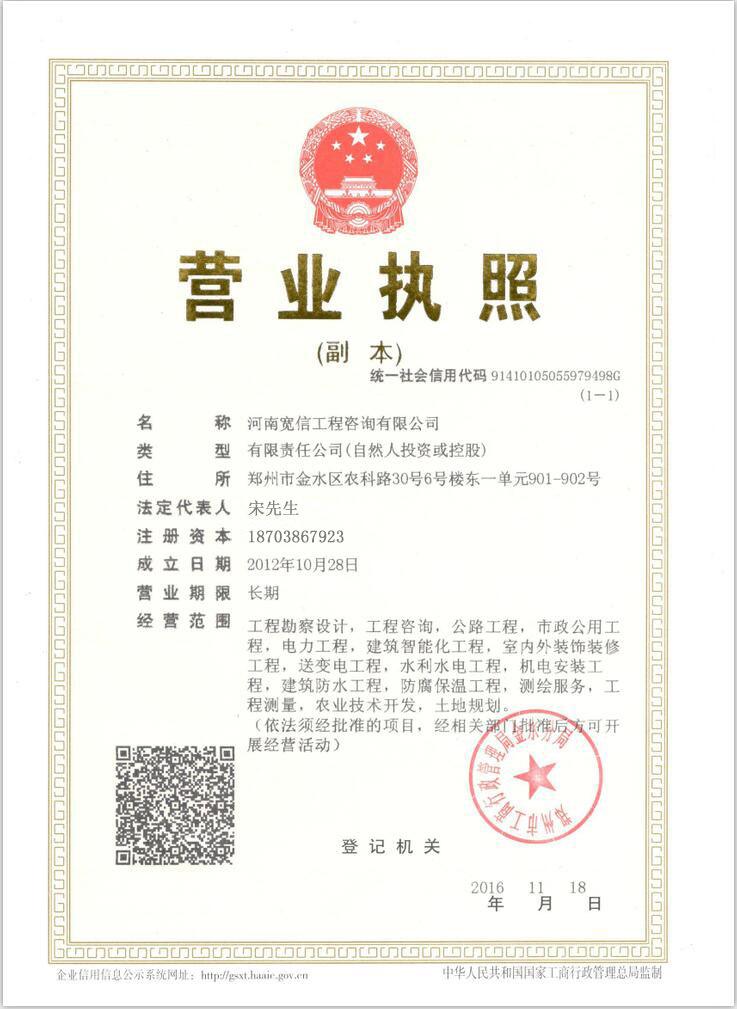 营业执照
(副 本)
统一社会信用代码 91410105055979498G
(1-1)
名称 河南宽信工程咨询有限公司
类型 有限责任公司(自然人投资或控股)
住所 郑州市金水区农科路30号6号楼东一单元901-902号
法定代表人 宋先生
注册资本 18703867923
成立日期 2012年10月28日
营业期限 长期
经营范围 工程勘察设计，工程咨询，公路工程，市政公用工
程，电力工程，建筑智能化工程，室内外装饰装修
工程，送变电工程，水利水电工程，机电安装工
程，建筑防水工程，防腐保温工程，测绘服务，工
程测量，农业技术开发，土地规划。
（依法须经批准的项目，经相关部门批准后方可开
展经营活动）
郑州市工商行政管理局金水分局
登记机关
2016 11 18
年 月 日
企业信用信息公示系统网址：http://gsxt.haaic.gov.cn
中华人民共和国国家工商行政管理总局监制